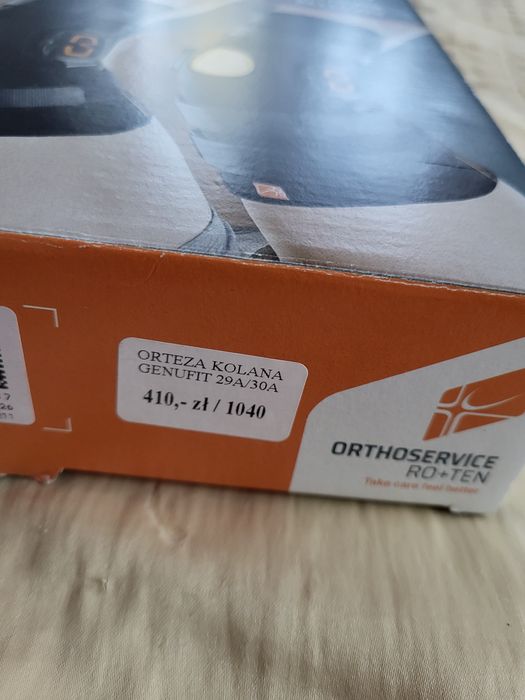 ORTEZA KOLANA
GENUFIT 29A/30A
410,- zł / 1040
ORTHOSERVICE
RO+TEN
Take care feel better